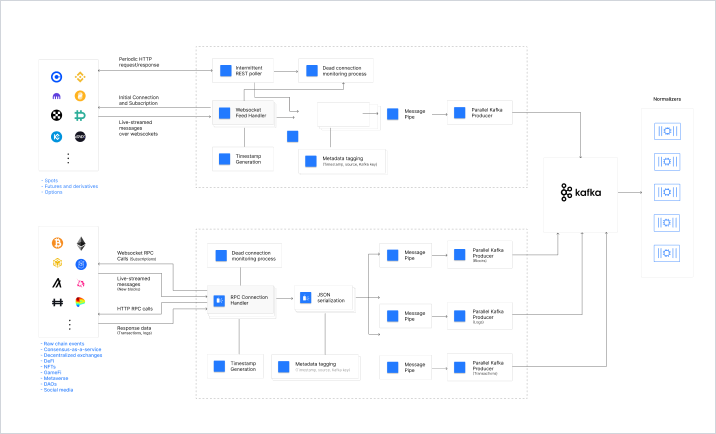 Periodic HTTP
request/response
Initial Connection
and Subscription
Live-streamed
messages
over websockets
- Spots
- Futures and derivatives
- Options
Intermittent
REST poller
Dead connection
monitoring process
Websocket
Feed Handler
Timestamp
Generation
Metadata tagging
(Timestamp, source, Kafka key)
Message
Pipe
Parallel Kafka
Producer
Normalizers
kafka
Websocket RPC
Calls (Subscriptions)
Live-streamed
messages
(New blocks)
HTTP RPC calls
Response data
(Transactions, logs)
- Raw chain events
- Consensus-as-a-service
- Decentralized exchanges
- DeFi
- NFTs
- GameFi
- Metaverse
- DAOs
- Social media
Dead connection
monitoring process
RPC Connection
Handler
JSON
serialization
Timestamp
Generation
Metadata tagging
(Timestamp, source, Kafka key)
Message
Pipe
Parallel Kafka
Producer
(Blocks)
Message
Pipe
Parallel Kafka
Producer
(Logs)
Message
Pipe
Parallel Kafka
Producer
(Transactions)